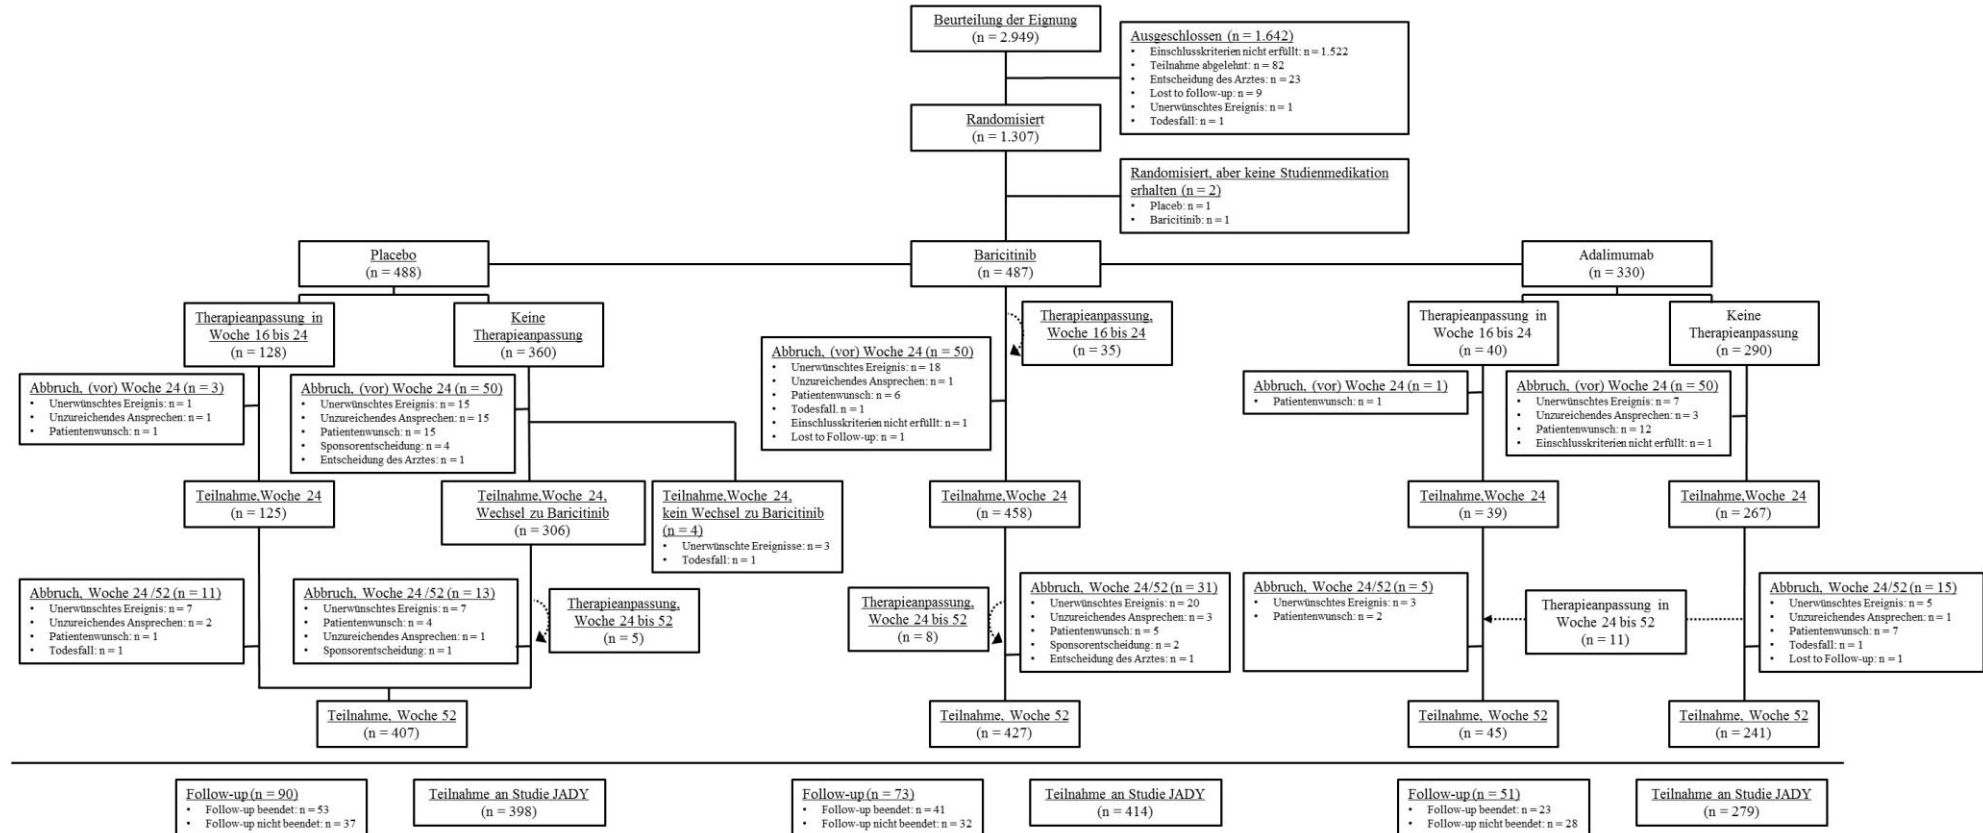 Beurteilung der Eignung
(n = 2.949)
Ausgeschlossen (n = 1.642)
• Einschlusskriterien nicht erfüllt: n = 1.522
• Teilnahme abgelehnt: n = 82
• Entscheidung des Arztes: n = 23
• Lost to follow-up: n = 9
• Unerwünschtes Ereignis: n = 1
• Todesfall: n = 1
Randomisiert
(n = 1.307)
Randomisiert, aber keine Studienmedikation
erhalten (n = 2)
• Placeb: n = 1
• Baricitinib: n = 1
Placebo
(n = 488)
Baricitinib
(n = 487)
Adalimumab
(n = 330)
Therapieanpassung in
Woche 16 bis 24
(n = 128)
Keine
Therapieanpassung
(n = 360)
Therapieanpassung,
Woche 16 bis 24
(n = 35)
Therapieanpassung in
Woche 16 bis 24
(n = 40)
Keine
Therapieanpassung
(n = 290)
Abbruch, (vor) Woche 24 (n = 3)
• Unerwünschtes Ereignis: n = 1
• Unzureichendes Ansprechen: n = 1
• Patientenwunsch: n = 1
Abbruch, (vor) Woche 24 (n = 50)
• Unerwünschtes Ereignis: n = 15
• Unzureichendes Ansprechen: n = 15
• Patientenwunsch: n = 15
• Sponsorentscheidung: n = 4
• Entscheidung des Arztes: n = 1
Abbruch, (vor) Woche 24 (n = 50)
• Unerwünschtes Ereignis: n = 18
• Unzureichendes Ansprechen: n = 1
• Patientenwunsch: n = 6
• Todesfall. n = 1
• Einschlusskriterien nicht erfüllt: n = 1
• Lost to Follow-up: n = 1
Abbruch, (vor) Woche 24 (n = 1)
• Patientenwunsch: n = 1
Abbruch, (vor) Woche 24 (n = 50)
• Unerwünschtes Ereignis: n = 7
• Unzureichendes Ansprechen: n = 3
• Patientenwunsch: n = 12
• Einschlusskriterien nicht erfüllt: n = 1
Teilnahme,Woche 24
(n = 125)
Teilnahme,Woche 24,
Wechsel zu Baricitinib
(n = 306)
Teilnahme,Woche 24,
kein Wechsel zu Baricitinib
(n = 4)
• Unerwünschte Ereignisse: n = 3
• Todesfall: n = 1
Teilnahme,Woche 24
(n = 458)
Teilnahme,Woche 24
(n = 39)
Teilnahme,Woche 24
(n = 267)
Abbruch, Woche 24 /52 (n = 11)
• Unerwünschtes Ereignis: n = 7
• Unzureichendes Ansprechen: n = 2
• Patientenwunsch: n = 1
• Todesfall: n = 1
Abbruch, Woche 24 /52 (n = 13)
• Unerwünschtes Ereignis: n = 7
• Patientenwunsch: n = 4
• Unzureichendes Ansprechen: n = 1
• Sponsorentscheidung: n = 1
Therapieanpassung,
Woche 24 bis 52
(n = 5)
Therapieanpassung,
Woche 24 bis 52
(n = 8)
Abbruch, Woche 24/52 (n = 31)
• Unerwünschtes Ereignis: n = 20
• Unzureichendes Ansprechen: n = 3
• Patientenwunsch: n = 5
• Sponsorentscheidung: n = 2
• Entscheidung des Arztes: n = 1
Abbruch, Woche 24/52 (n = 5)
• Unerwünschtes Ereignis: n = 3
• Patientenwunsch: n = 2
Therapieanpassung in
Woche 24 bis 52
(n = 11)
Abbruch, Woche 24/52 (n = 15)
• Unerwünschtes Ereignis: n = 5
• Unzureichendes Ansprechen: n = 1
• Patientenwunsch: n = 7
• Todesfall: n = 1
• Lost to Follow-up: n = 1
Teilnahme, Woche 52
(n = 407)
Teilnahme, Woche 52
(n = 427)
Teilnahme, Woche 52
(n = 45)
Teilnahme, Woche 52
(n = 241)
Follow-up (n = 90)
• Follow-up beendet: n = 53
• Follow-up nicht beendet: n = 37
Teilnahme an Studie JADY
(n = 398)
Follow-up (n = 73)
• Follow-up beendet: n = 41
• Follow-up nicht beendet: n = 32
Teilnahme an Studie JADY
(n = 414)
Follow-up (n = 51)
• Follow-up beendet: n = 23
• Follow-up nicht beendet: n = 28
Teilnahme an Studie JADY
(n = 279)